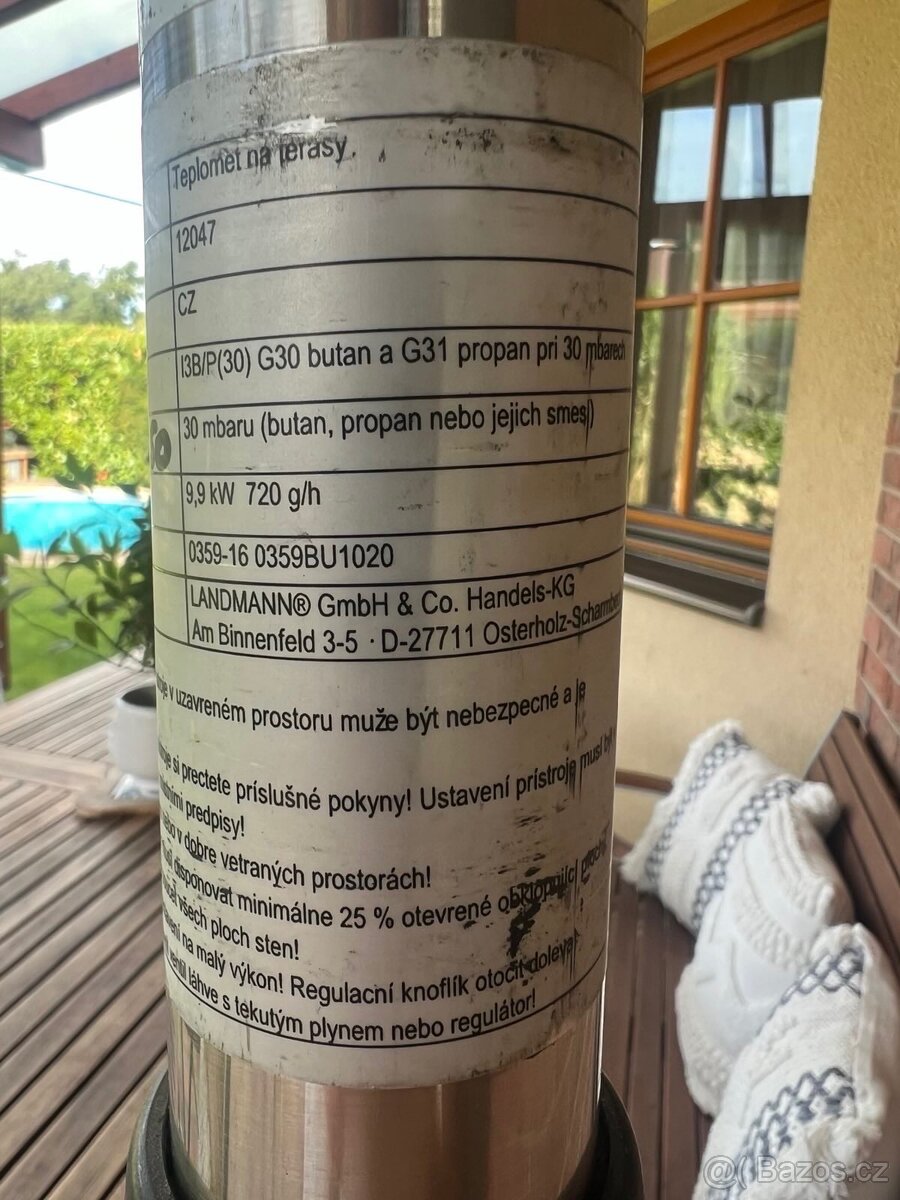 Teplomet na terasy
12047
CZ
I3B/P(30) G30 butan a G31 propan pri 30 mbarech
30 mbaru (butan, propan nebo jejich smesi)
9,9 kW 720 g/h
0359-16 0359BU1020
LANDMANN® GmbH & Co. Handels-KG
Am Binnenfeld 3-5 · D-27711 Osterholz-
v uzavreném prostoru muže být nebezpecné a je
si prectete príslušné pokyny! Ustavení prístroje musí
predpisy!
v dobre vetraných prostorách!
disponovat minimálne 25 % otevrené
všech ploch sten!
na malý výkon! Regulacní knoflík otocit doleva
láhve s tekutým plynem nebo regulátor!
@( Bazos.cz